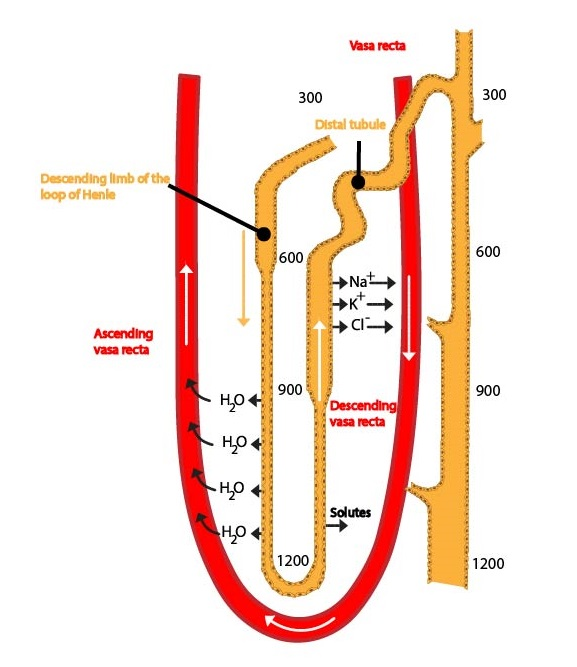 Vasa recta
300
300
Distal tubule
Descending limb of the
loop of Henle
600
600
Na+
K+
Cl-
Ascending
vasa recta
900
900
H2O
Descending
vasa recta
H2O
H2O
Solutes
H2O
1200
1200